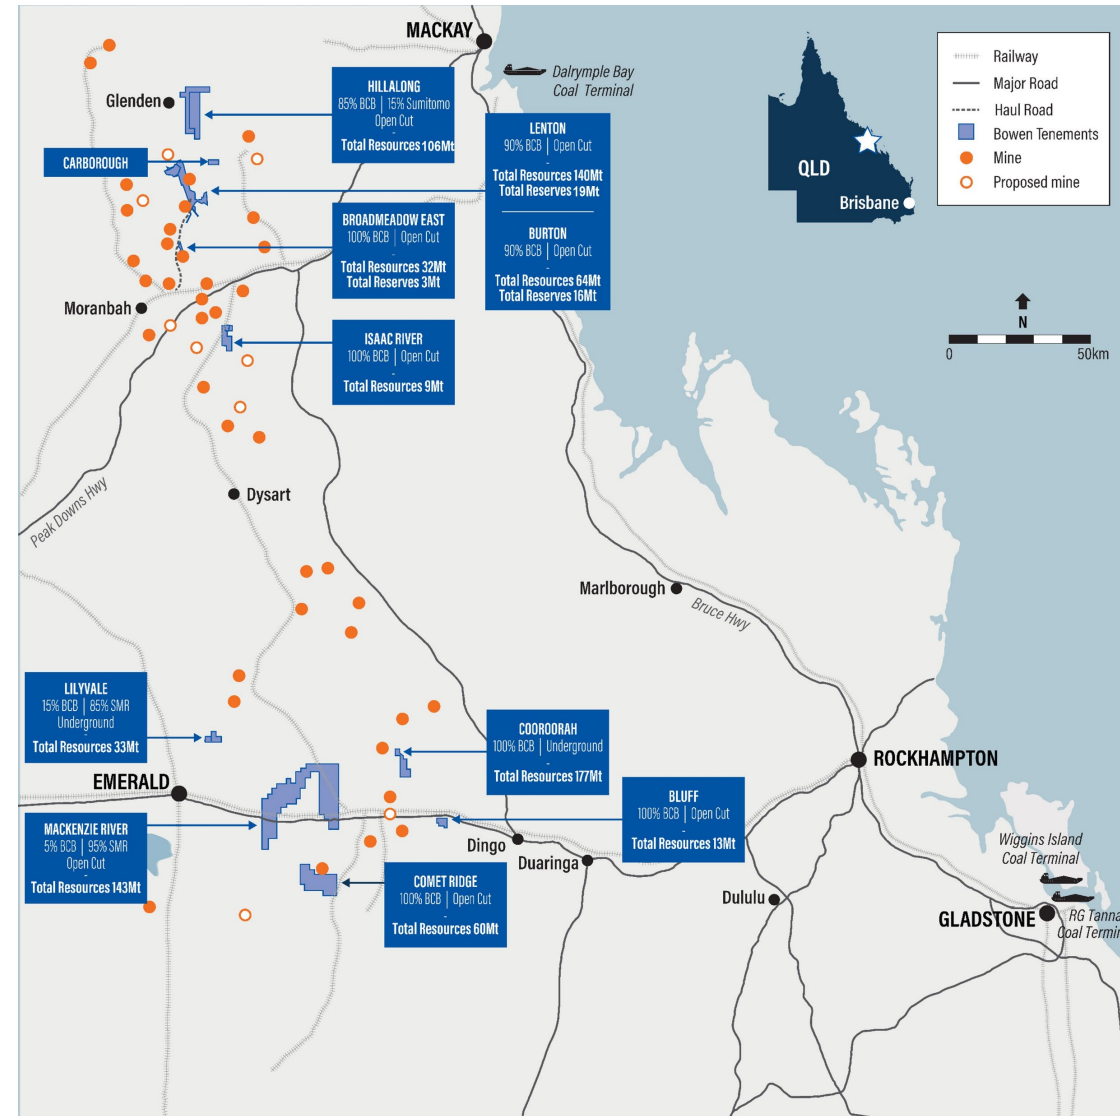 MACKAY
Dalrymple Bay
Coal Terminal
Glenden
HILLALONG
85% BCB | 15% Sumitomo
Open Cut
-
Total Resources 106Mt
CARBOROUGH
LENTON
90% BCB | Open Cut
-
Total Resources 140Mt
Total Reserves 19Mt
BURTON
90% BCB | Open Cut
-
Total Resources 64Mt
Total Reserves 16Mt
BROADMEADOW EAST
100% BCB | Open Cut
-
Total Resources 32Mt
Total Reserves 3Mt
Moranbah
ISAAC RIVER
100% BCB | Open Cut
-
Total Resources 9Mt
Railway
Major Road
Haul Road
Bowen Tenements
Mine
Proposed mine
QLD
Brisbane
N
0 50km
Peak Downs Hwy
Dysart
Marlborough
Bruce Hwy
LILYVALE
15% BCB | 85% SMR
Underground
-
Total Resources 33Mt
COOROORAH
100% BCB | Underground
-
Total Resources 177Mt
ROCKHAMPTON
EMERALD
BLUFF
100% BCB | Open Cut
-
Total Resources 13Mt
MACKENZIE RIVER
5% BCB | 95% SMR
Open Cut
-
Total Resources 143Mt
Dingo
Duaringa
COMET RIDGE
100% BCB | Open Cut
-
Total Resources 60Mt
Dululu
Wiggins Island
Coal Terminal
GLADSTONE
RG Tanna
Coal Termin